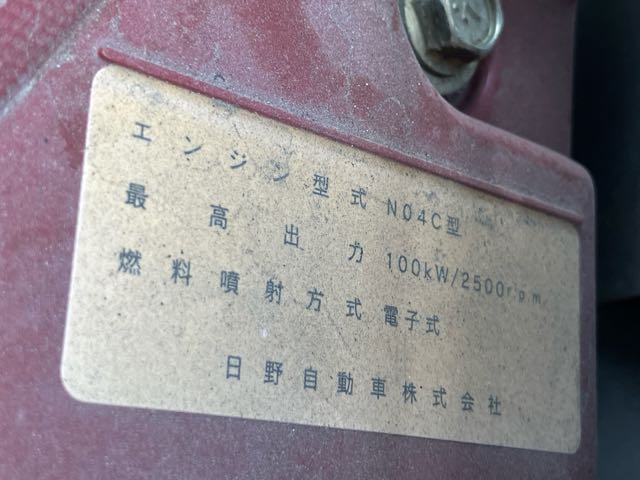 エンジン型式 N04C型
最高出力 100kW/2500r.p.m.
燃料噴射方式 電子式
日野自動車株式会社